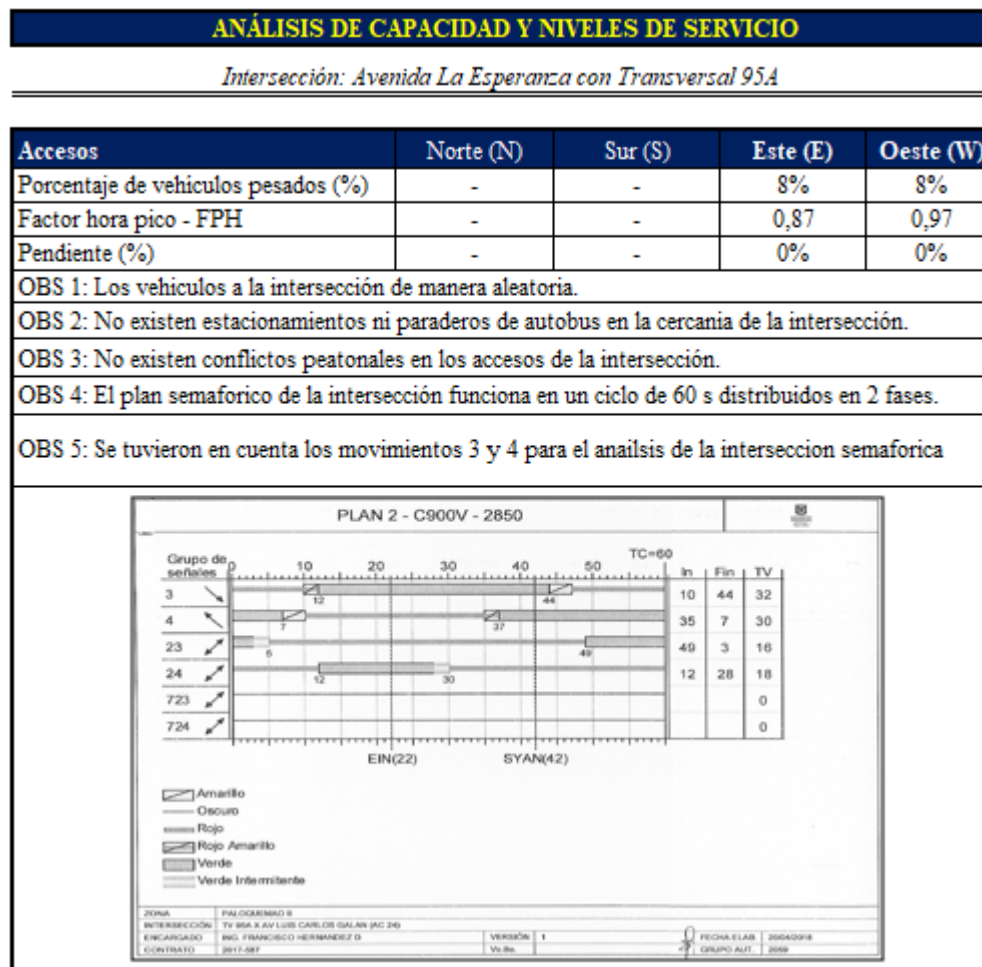 ANÁLISIS DE CAPACIDAD Y NIVELES DE SERVICIO
Intersección: Avenida La Esperanza con Transversal 95A
Accesos Norte (N) Sur (S) Este (E) Oeste (W)
Porcentaje de vehículos pesados (%) - - 8% 8%
Factor hora pico - FPH - - 0,87 0,97
Pendiente (%) - - 0% 0%
OBS 1: Los vehiculos a la intersección de manera aleatoria.
OBS 2: No existen estacionamientos ni paraderos de autobus en la cercania de la intersección.
OBS 3: No existen conflictos peatonales en los accesos de la intersección.
OBS 4: El plan semaforico de la intersección funciona en un ciclo de 60 s distribuidos en 2 fases.
OBS 5: Se tuvieron en cuenta los movimientos 3 y 4 para el anailsis de la interseccion semaforica
PLAN 2 - C900V - 2850
Grupo de señales 0 10 20 30 40 50 TC=60 In Fin TV
3 12 44 10 44 32
4 7 37 35 7 30
23 5 49 49 3 16
24 12 30 12 28 18
723 0
724 0
EIN(22) SYAN(42)
Amarillo
Oscuro
Rojo
Rojo Amarillo
Verde
Verde Intermitente
ZONA PALOQUEMAO II
INTERSECCIÓN X AV LUIS CARLOS GALAN (AC 24)
ENCARGADO ING. FRANCISCO HERNANDEZ VERSIÓN 1 FECHA ELAB.
CONTRATO Vo.Bo. GRUPO AUT.